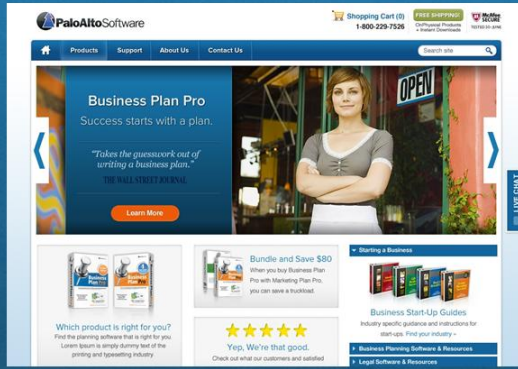 PaloAltoSoftware
Shopping Cart (0)
1-800-229-7526
FREE SHIPPING!
On Physical Products
+ Instant Downloads
McAfee
SECURE
Products
Support
About Us
Contact Us
Search site
Business Plan Pro
Success starts with a plan.
"Takes the guesswork out of
writing a business plan."
THE WALL STREET JOURNAL
Learn More
OPEN
LIVE CHAT
Which product is right for you?
Find the planning software that is right for you.
Lorem Ipsum is simply dummy text of the
printing and typesetting industry
Bundle and Save $80
When you buy Business Plan
Pro with Marketing Plan Pro,
you can save a truckload.
Yep, We're that good.
Check out what our customers and satisfied
Starting a Business
Business Start-Up Guides
Industry specific guidance and instructions for
start-ups. Find your industry »
Business Planning Software & Resources
Legal Software & Resources